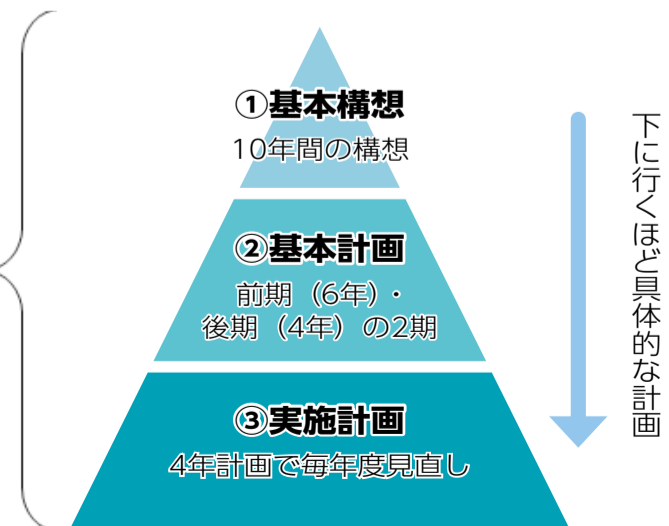 ①基本構想
10年間の構想
②基本計画
前期（6年）・
後期（4年）の2期
③実施計画
4年計画で毎年度見直し
下に行くほど具体的な計画